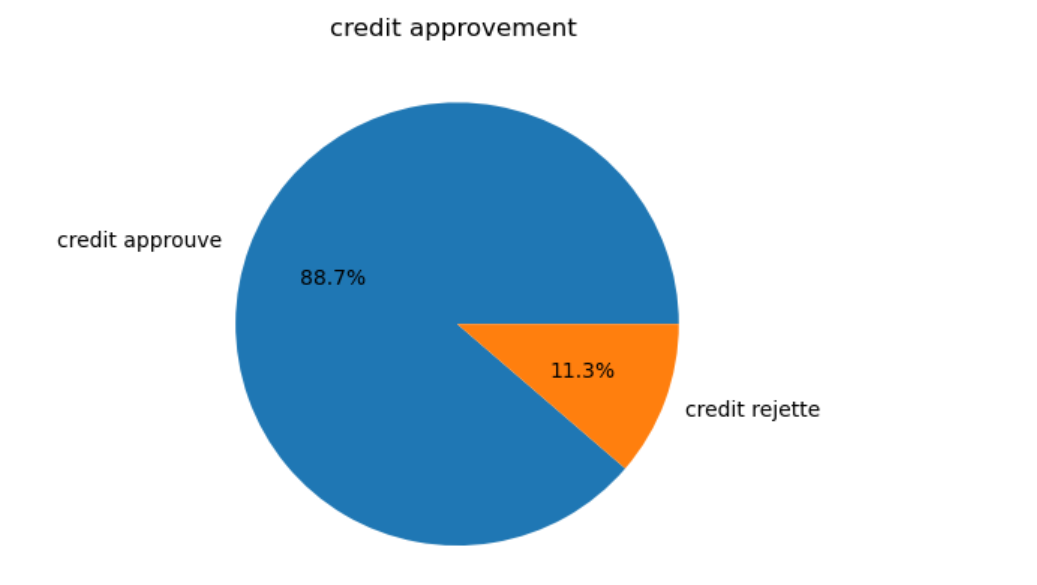 credit approvement
credit approuve
88.7%
11.3%
credit rejette